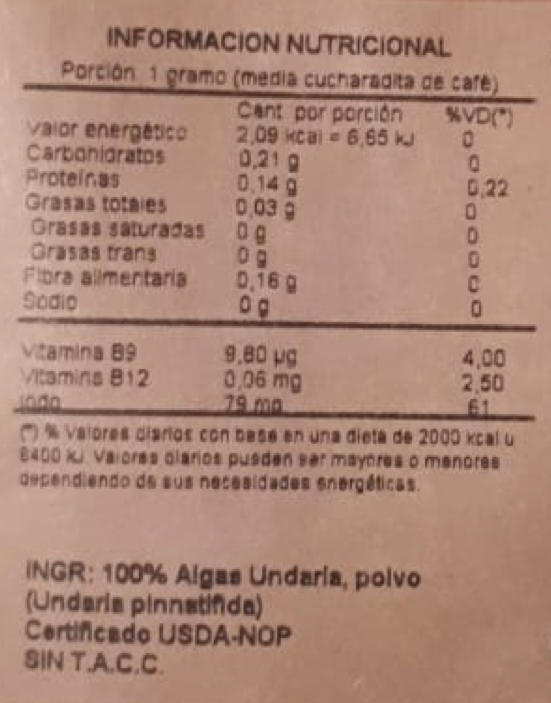 INFORMACION NUTRICIONAL
Porción 1 gramo (media cucharadita de café)
Cant por porción %VD(*)
Valor energético 2,09 kcal = 6,65 kJ 0
Carbohidratos 0,21 g 0
Proteínas 0,14 g 0,22
Grasas totales 0,03 g 0
Grasas saturadas 0 g 0
Grasas trans 0 g 0
Fibra alimentaria 0,16 g 0
Sodio 0 g 0
Vitamina B9 9,80 µg 4,00
Vitamina B12 0,06 mg 2,50
Iodo 79 mg 61
(*) % Valores diarios con base en una dieta de 2000 kcal u
8400 kJ. Valores diarios pueden ser mayores o menores
dependiendo de sus necesidades energéticas.
INGR: 100% Algas Undaria, polvo
(Undaria pinnatifida)
Certificado USDA-NOP
SIN T.A.C.C.